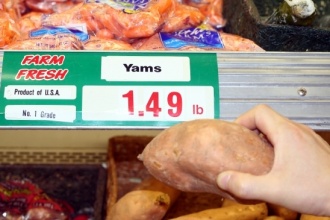 FARM
FRESH
Yams
Product of U.S.A.
No. 1 Grade
1.49 lb